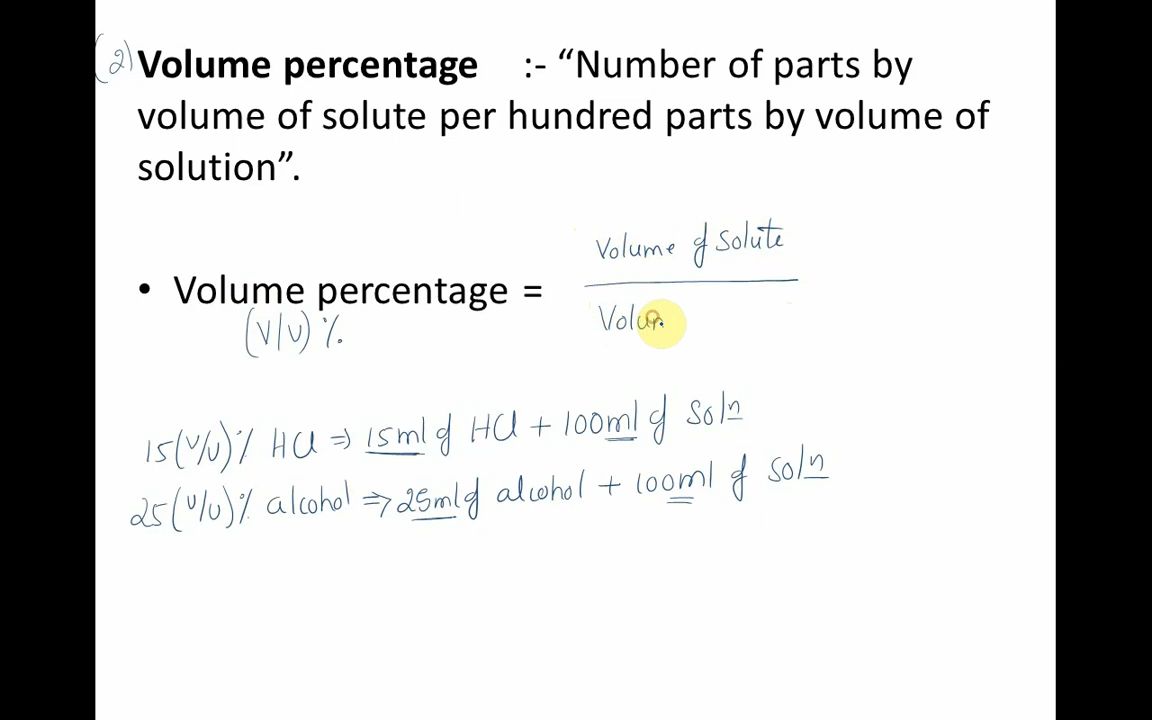 (2) Volume percentage :- “Number of parts by
volume of solute per hundred parts by volume of
solution”.
Volume of Solute
• Volume percentage =
Volum
(V/V) %
15(V/V)% HCl ⇒ 15ml of HCl + 100ml of Soln
25(V/V)% alcohol ⇒ 25ml of alcohol + 100ml of soln